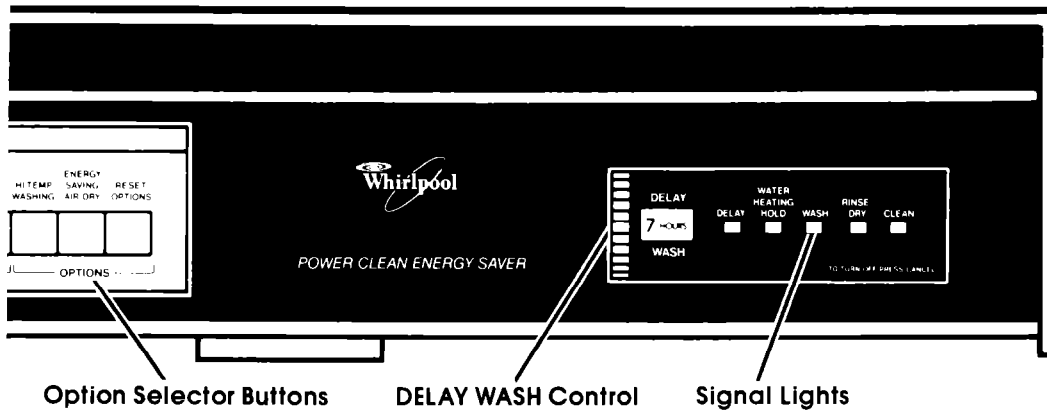 HI TEMP WASHING
ENERGY SAVING AIR DRY
RESET OPTIONS
OPTIONS
Whirlpool
POWER CLEAN ENERGY SAVER
DELAY
7 HOURS
WASH
DELAY
WATER HEATING HOLD
WASH
RINSE DRY
CLEAN
TO TURN OFF PRESS CANCEL
Option Selector Buttons
DELAY WASH Control
Signal Lights